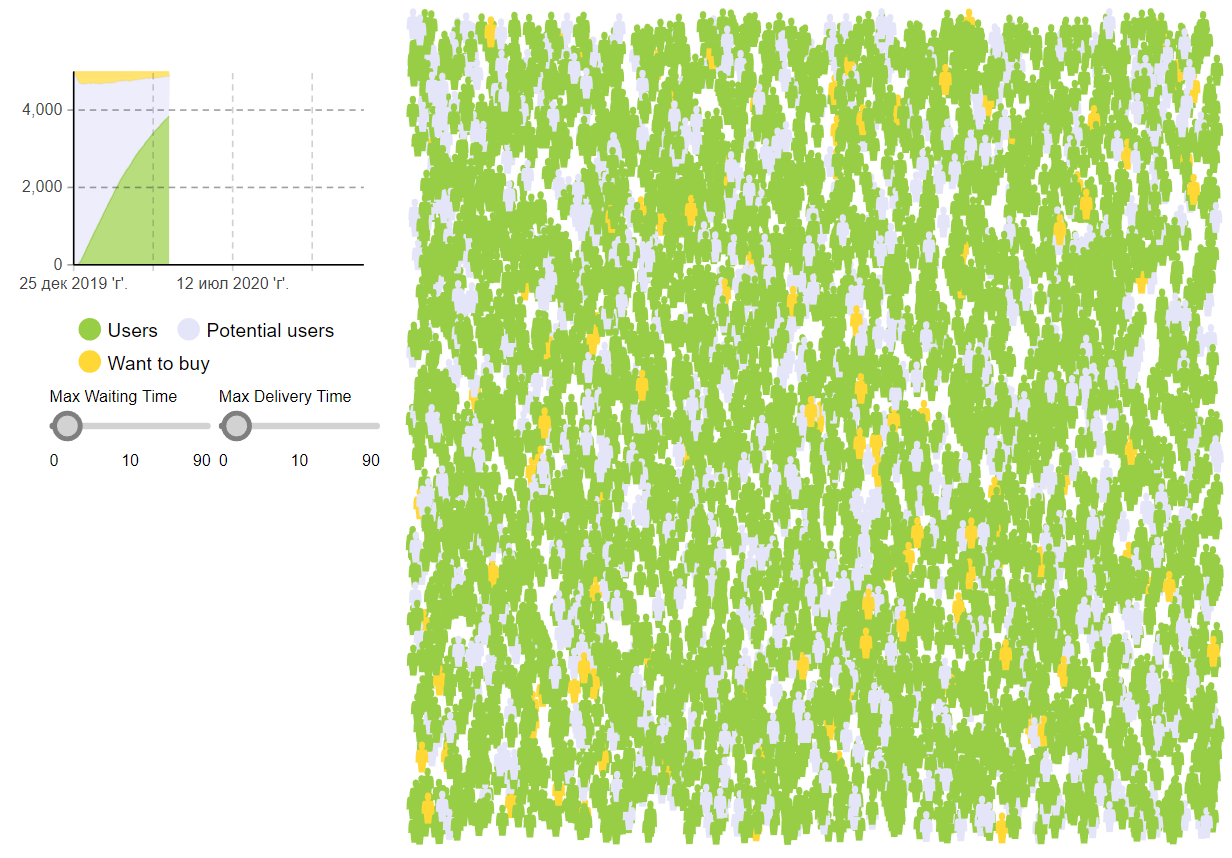 4,000
2,000
0
25 дек 2019 'г'. 12 июл 2020 'г'.
Users Potential users
Want to buy
Max Waiting Time Max Delivery Time
0 10 90 0 10 90